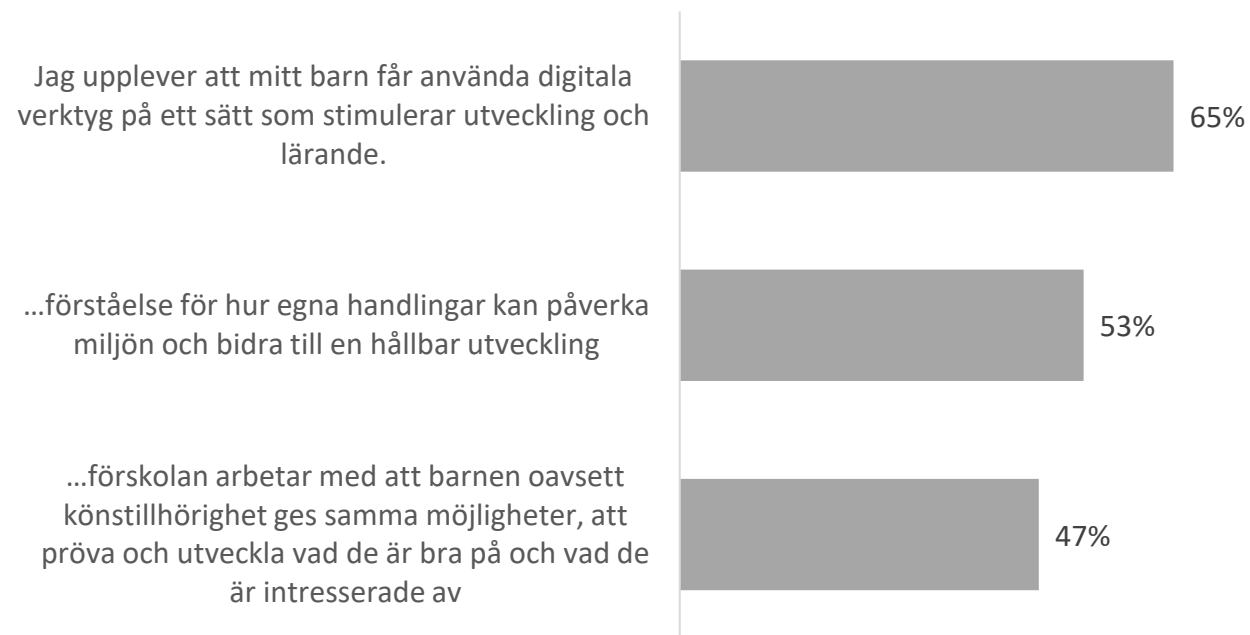 Jag upplever att mitt barn får använda digitala
verktyg på ett sätt som stimulerar utveckling och
lärande.
65%
…förståelse för hur egna handlingar kan påverka
miljön och bidra till en hållbar utveckling
53%
…förskolan arbetar med att barnen oavsett
könstillhörighet ges samma möjligheter, att
pröva och utveckla vad de är bra på och vad de
är intresserade av
47%